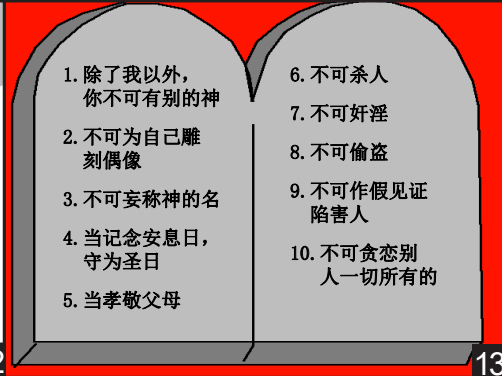 1. 除了我以外，
你不可有别的神
2. 不可为自己雕
刻偶像
3. 不可妄称神的名
4. 当记念安息日，
守为圣日
5. 当孝敬父母
6. 不可杀人
7. 不可奸淫
8. 不可偷盗
9. 不可作假见证
陷害人
10. 不可贪恋别
人一切所有的
2
13